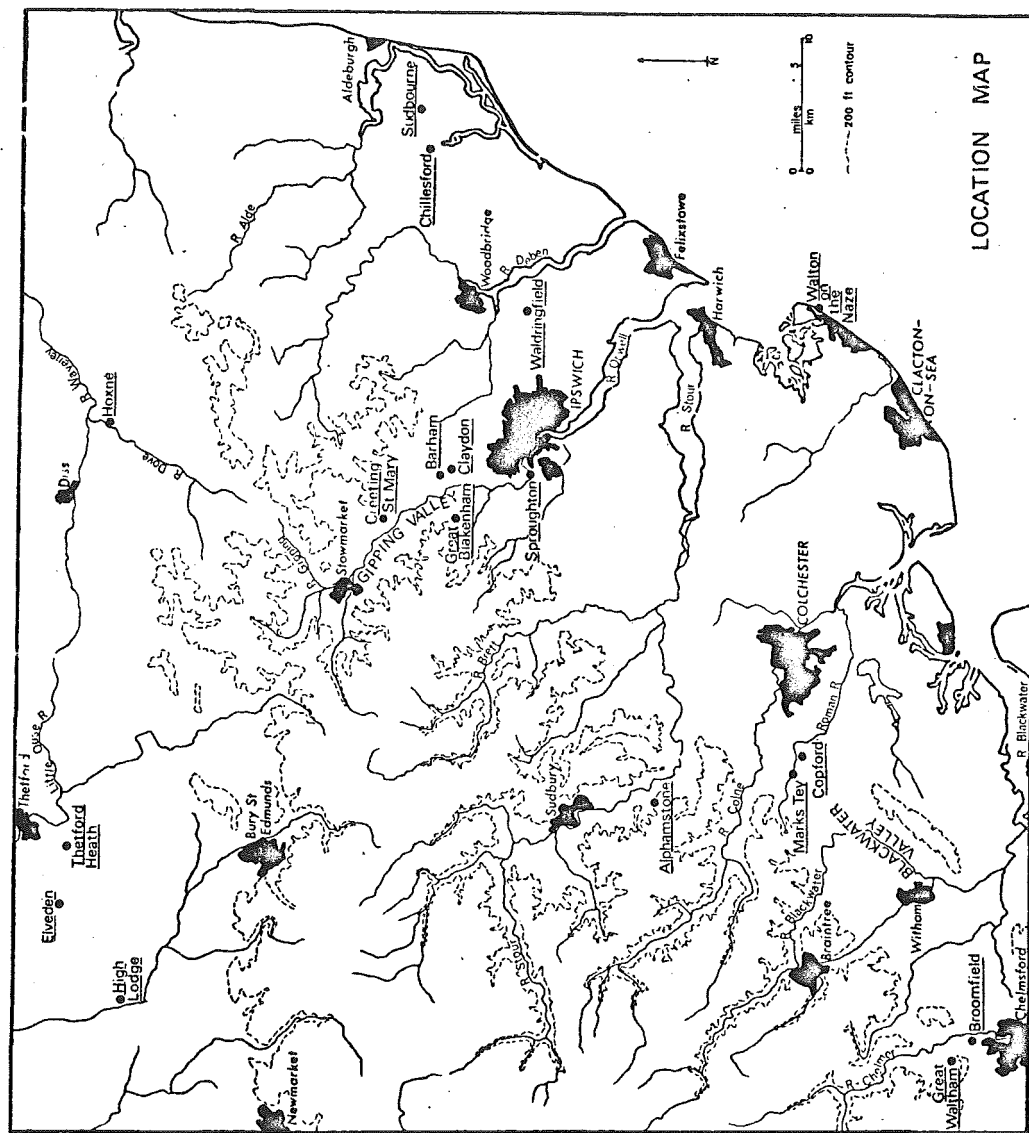 Thetford
Little Ouse R
Elveden
Thetford
Heath
Diss
R Waveney
Hoxne
R Dove
High
Lodge
Bury St
Edmunds
Newmarket
R Gipping
Stowmarket
Creeting
St Mary
GIPPING VALLEY
R Alde
Aldeburgh
Sudbourne
Chillesford
Barham
Claydon
Great
Blakenham
Woodbridge
R Deben
Waldringfield
R Brett
R Stour
Sproughton
IPSWICH
R Orwell
Sudbury
Felixstowe
Alphamstone
R Stour
Harwich
R Colne
COLCHESTER
Marks Tey
Copford
Roman R
Walton
on
the
Naze
R Blackwater
Braintree
CLACTON-
ON-SEA
BLACKWATER
VALLEY
Witham
R Chelmer
Great
Waltham
Broomfield
Chelmsford
R Blackwater
N
0 miles 5 10
0 km
200 ft contour
LOCATION MAP